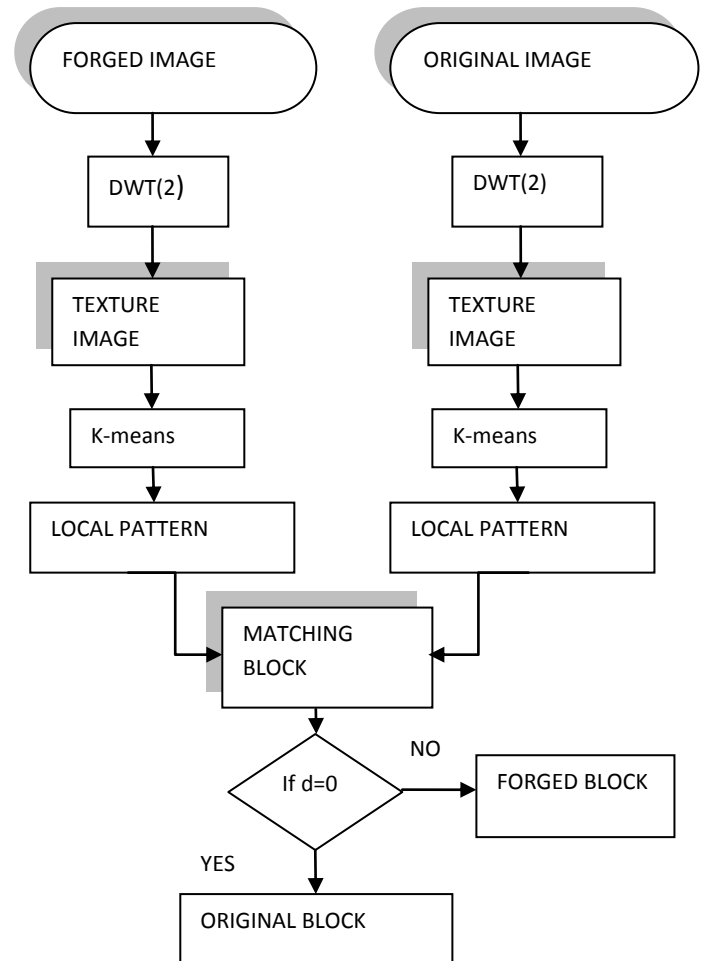 FORGED IMAGE
ORIGINAL IMAGE
DWT(2)
DWT(2)
TEXTURE
IMAGE
TEXTURE
IMAGE
K-means
K-means
LOCAL PATTERN
LOCAL PATTERN
MATCHING
BLOCK
If d=0
NO
FORGED BLOCK
YES
ORIGINAL BLOCK